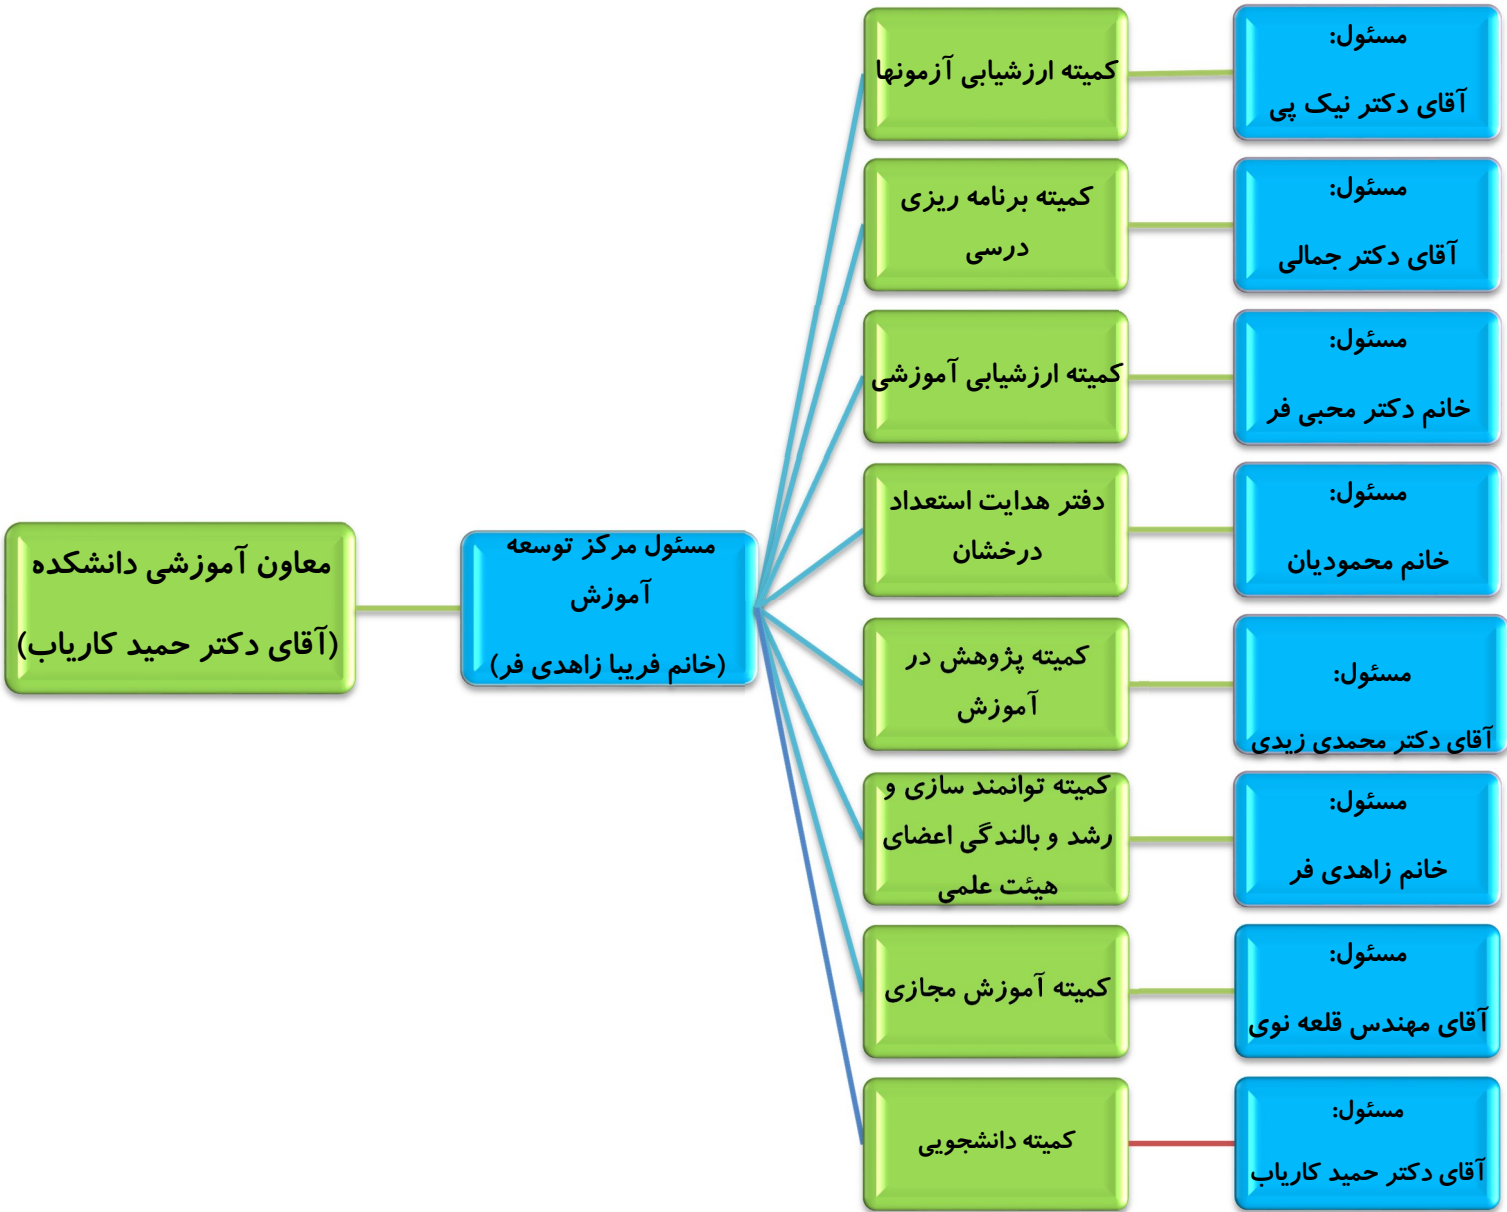 معاون آموزشی دانشکده
(آقای دکتر حمید کاریاب)
مسئول مرکز توسعه
آموزش
(خانم فریبا زاهدی فر)
کمیته ارزشیابی آزمونها
مسئول:
آقای دکتر نیک پی
کمیته برنامه ریزی
درسی
مسئول:
آقای دکتر جمالی
کمیته ارزشیابی آموزشی
مسئول:
خانم دکتر محبی فر
دفتر هدایت استعداد
درخشان
مسئول:
خانم محمودیان
کمیته پژوهش در
آموزش
مسئول:
آقای دکتر محمدی زیدی
کمیته توانمند سازی و
رشد و بالندگی اعضای
هیئت علمی
مسئول:
خانم زاهدی فر
کمیته آموزش مجازی
مسئول:
آقای مهندس قلعه نوی
کمیته دانشجویی
مسئول:
آقای دکتر حمید کاریاب